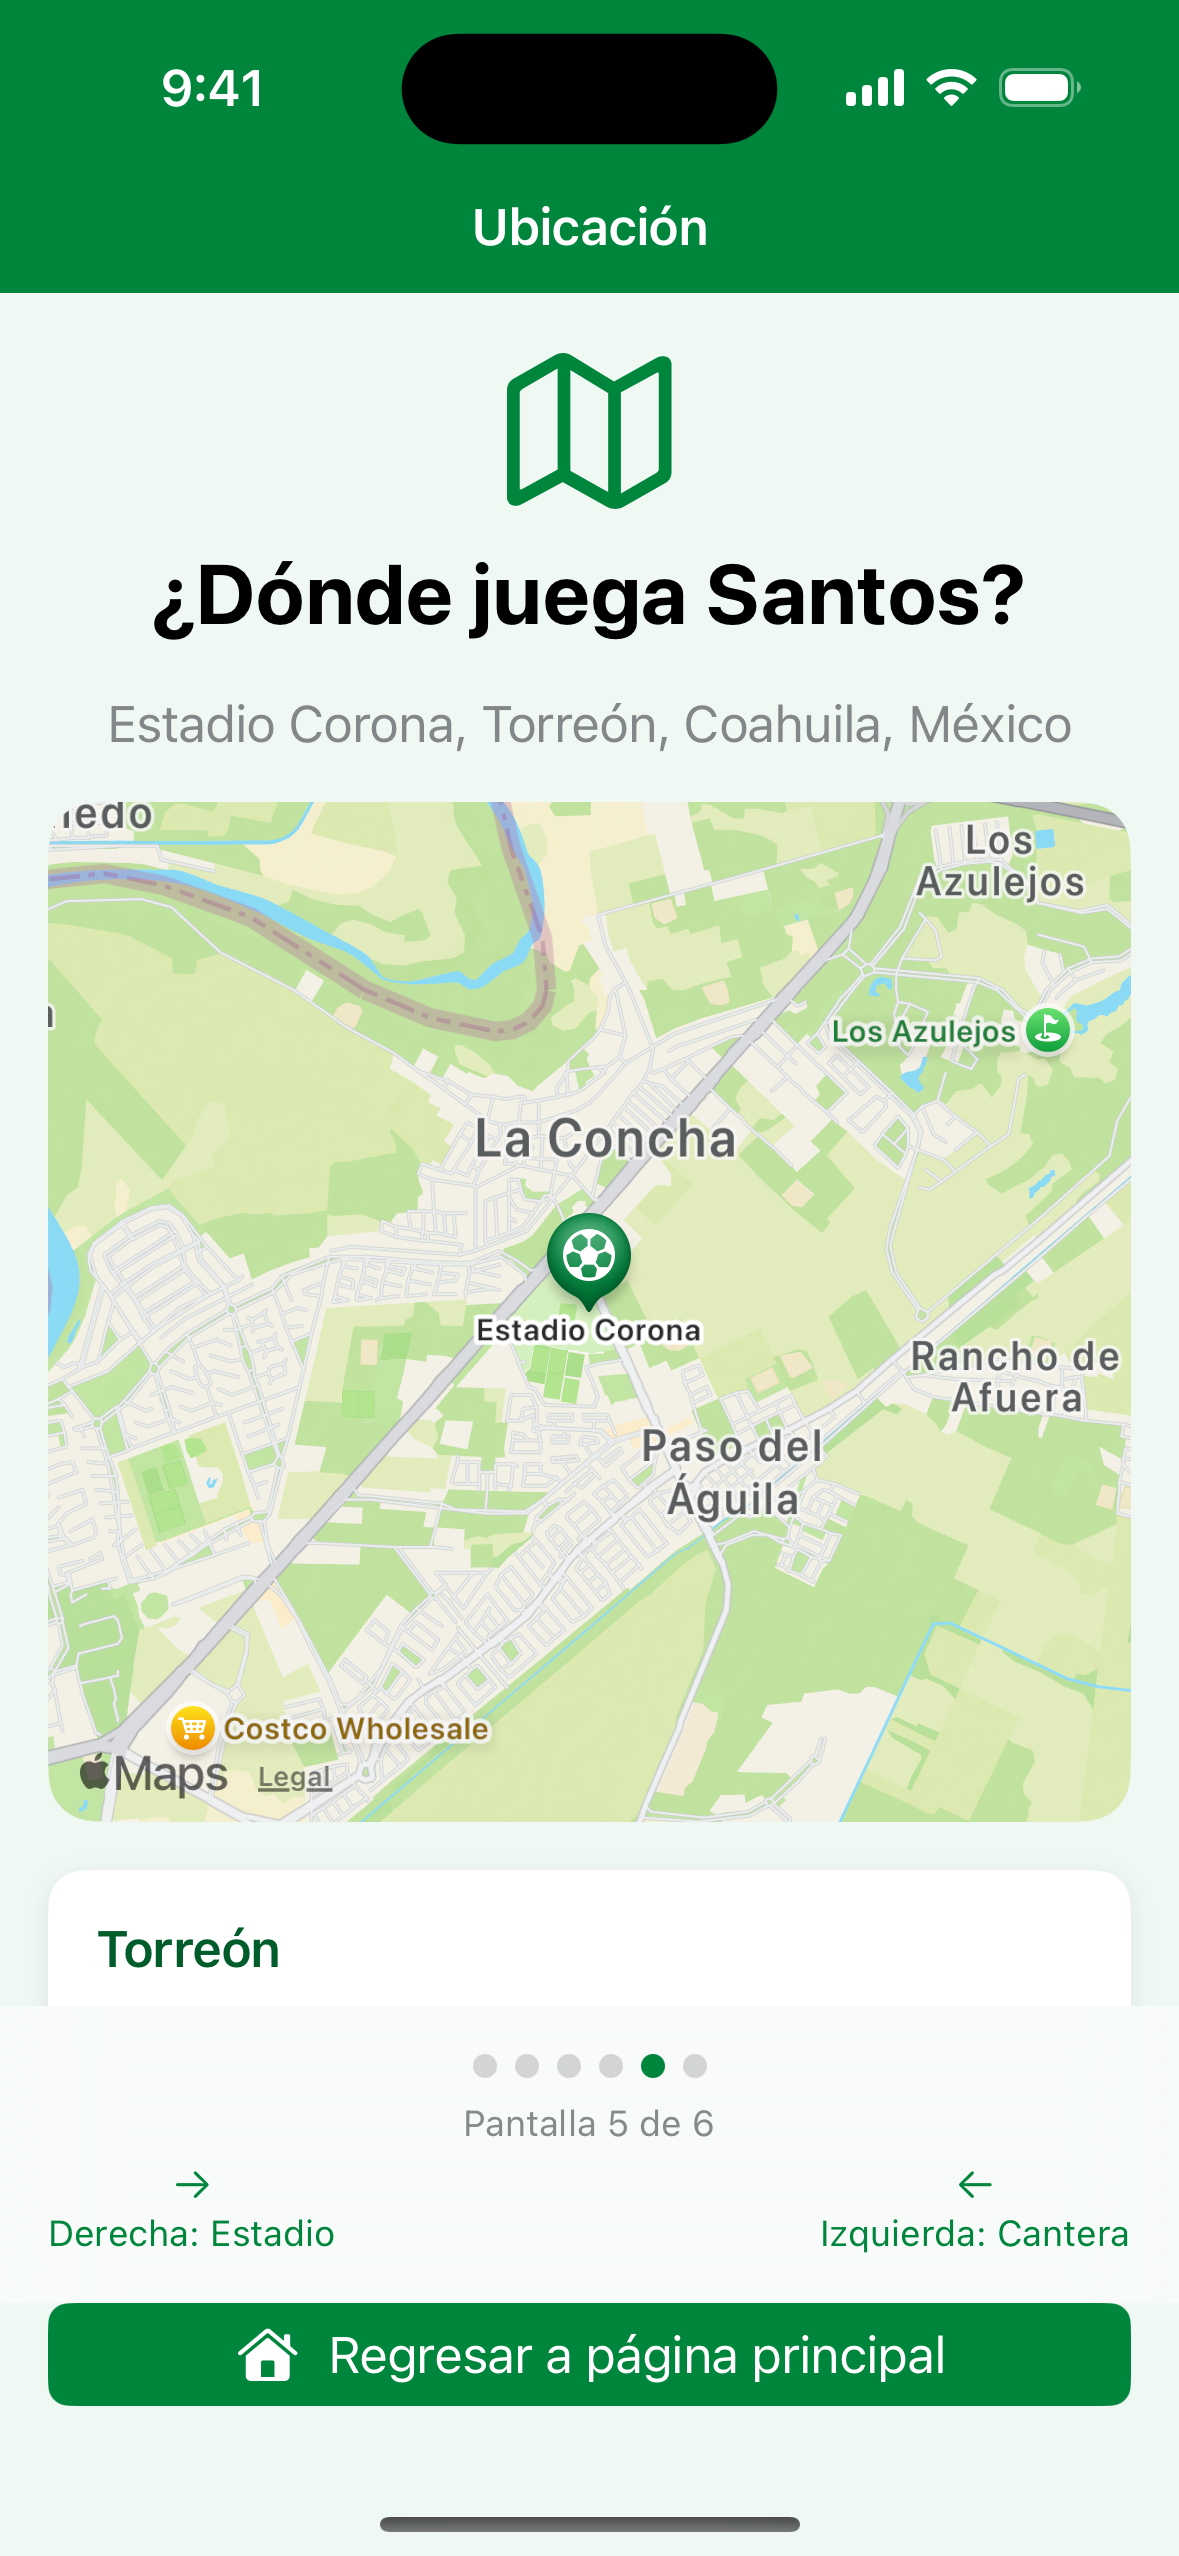 9:41
Ubicación
¿Dónde juega Santos?
Estadio Corona, Torreón, Coahuila, México
Los
Azulejos
Los Azulejos
La Concha
Estadio Corona
Rancho de
Afuera
Paso del
Águila
Costco Wholesale
Maps Legal
Torreón
Pantalla 5 de 6
Derecha: Estadio
Izquierda: Cantera
Regresar a página principal